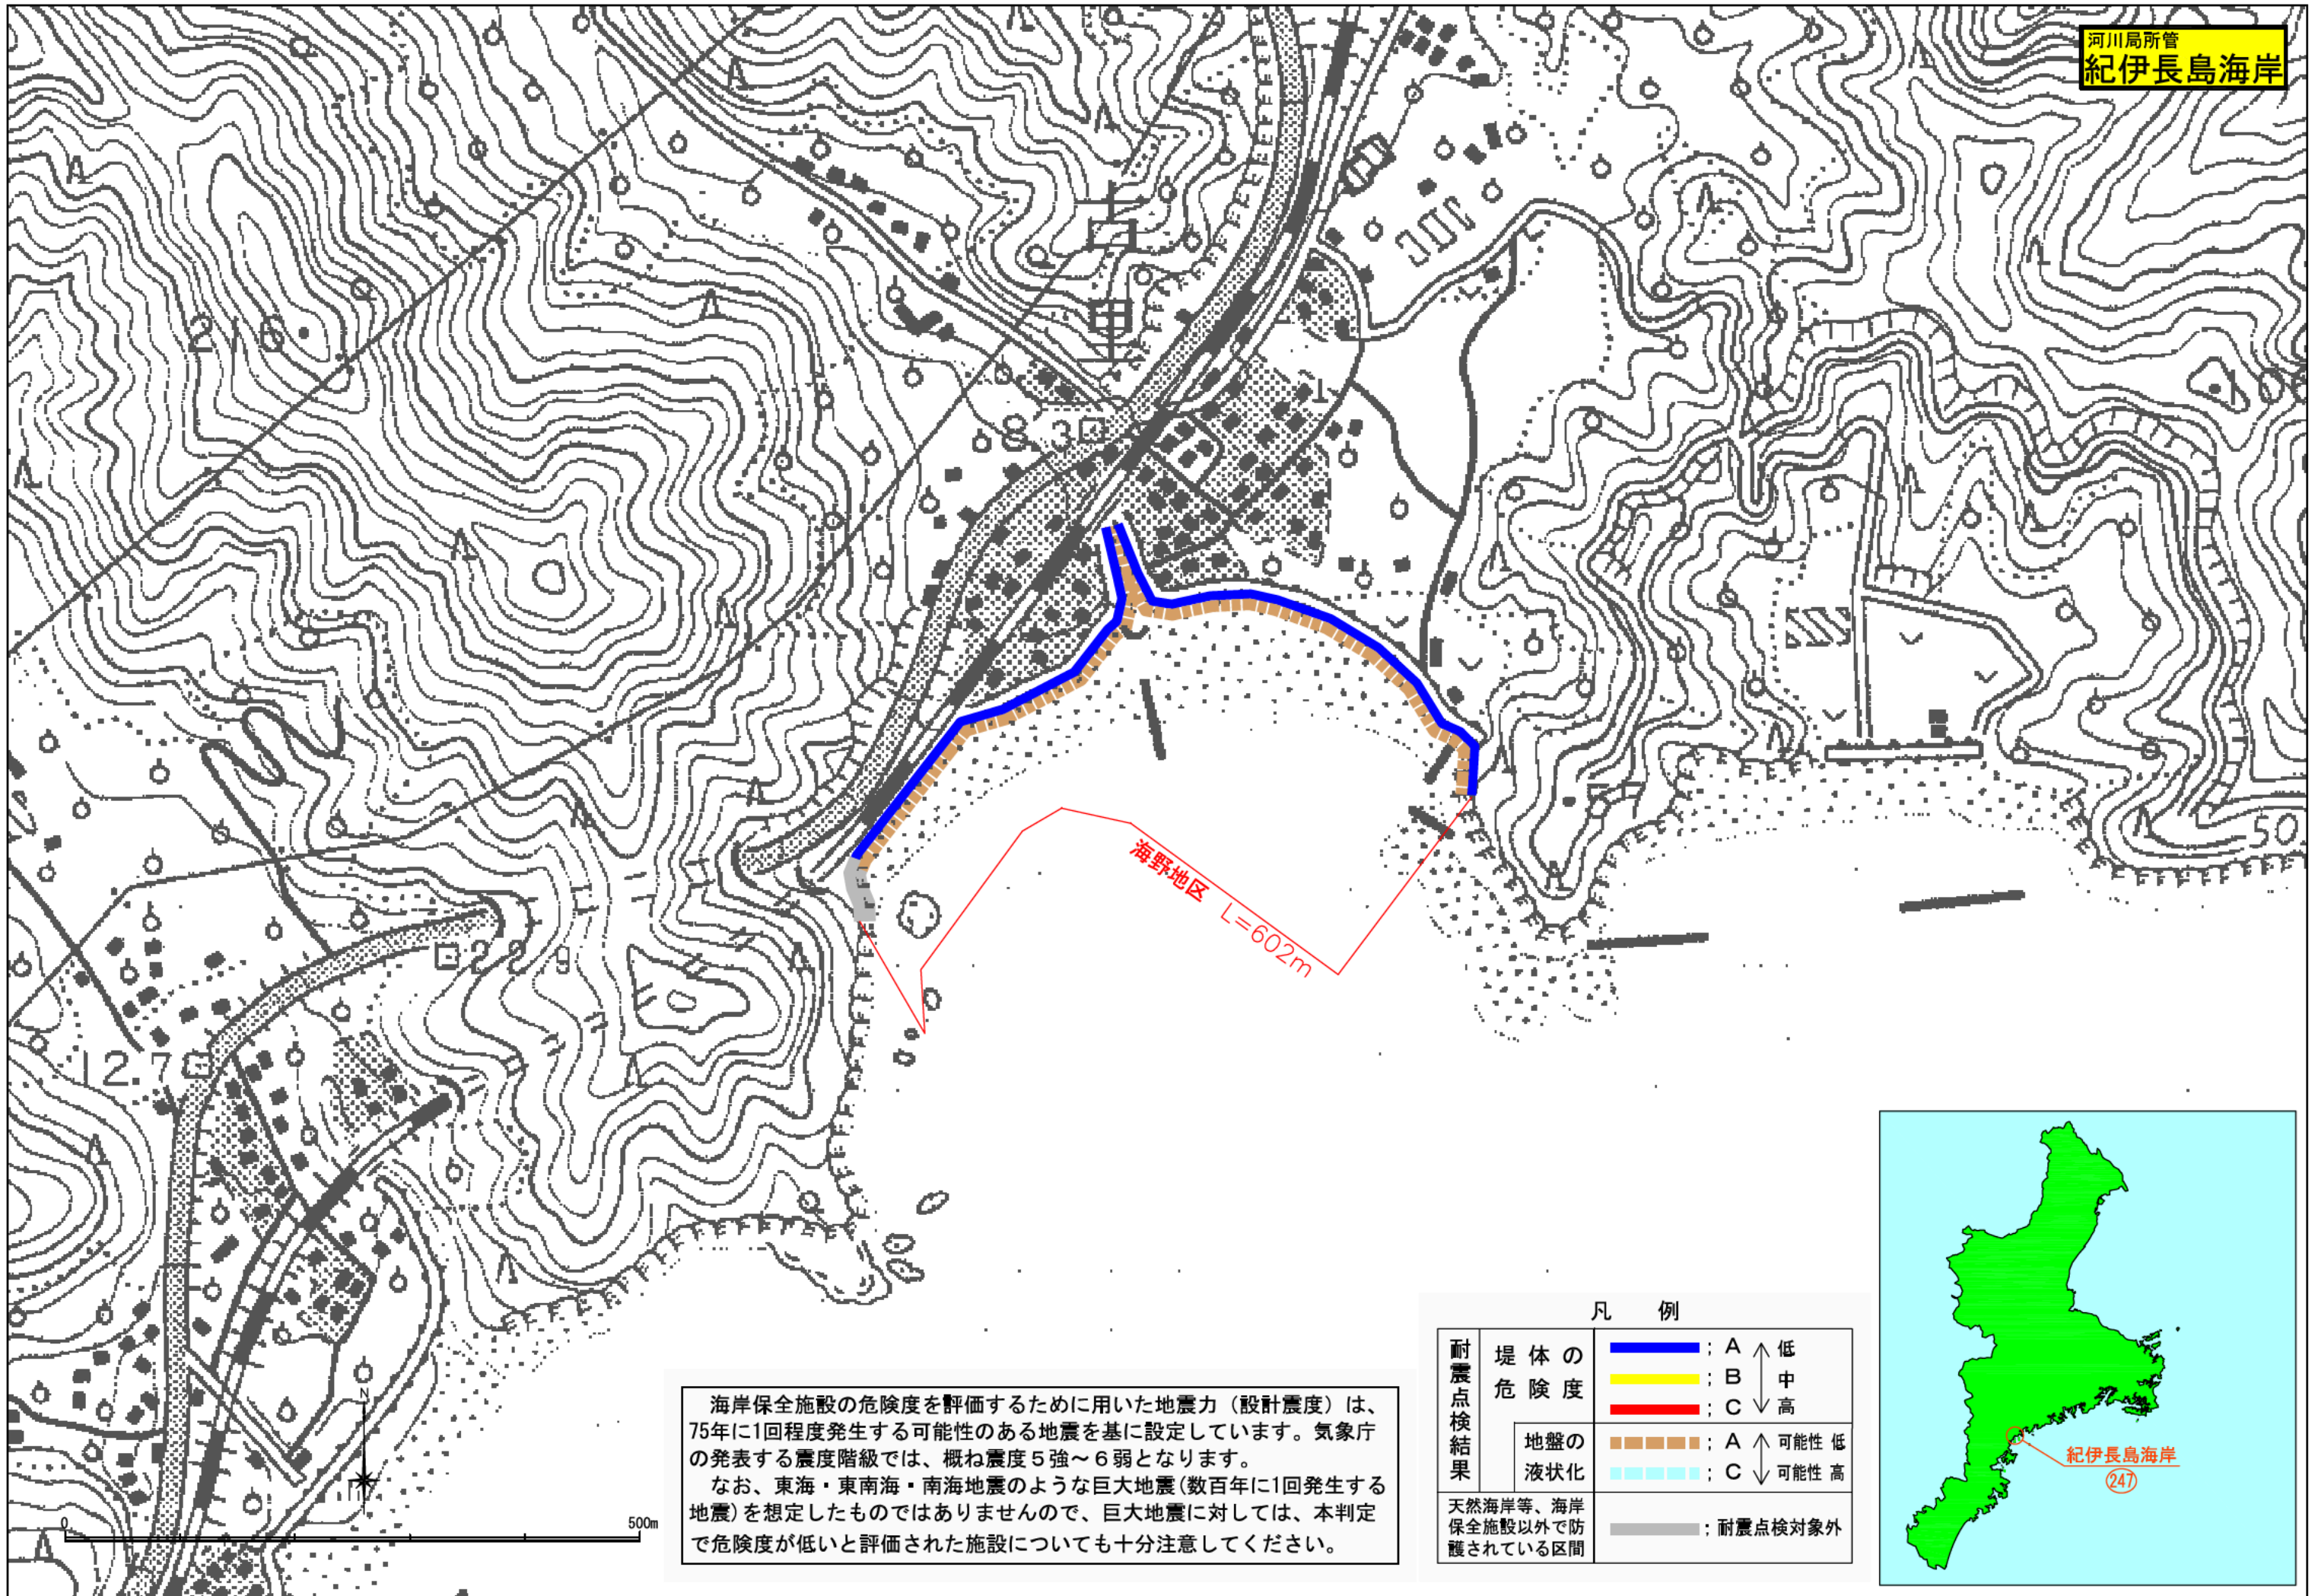 河川局所管
紀伊長島海岸
216
古里
8.3
106
海野地区 L=602m
22.9
12.7
50
N
0 500m
海岸保全施設の危険度を評価するために用いた地震力（設計震度）は、
75年に1回程度発生する可能性のある地震を基に設定しています。気象庁
の発表する震度階級では、概ね震度５強～６弱となります。
なお、東海・東南海・南海地震のような巨大地震(数百年に1回発生する
地震)を想定したものではありませんので、巨大地震に対しては、本判定
で危険度が低いと評価された施設についても十分注意してください。
凡 例
耐震点検結果
堤体の
危険度
; A 低
; B 中
; C 高
地盤の
液状化
; A 可能性 低
; C 可能性 高
天然海岸等、海岸
保全施設以外で防
護されている区間
; 耐震点検対象外
紀伊長島海岸
247